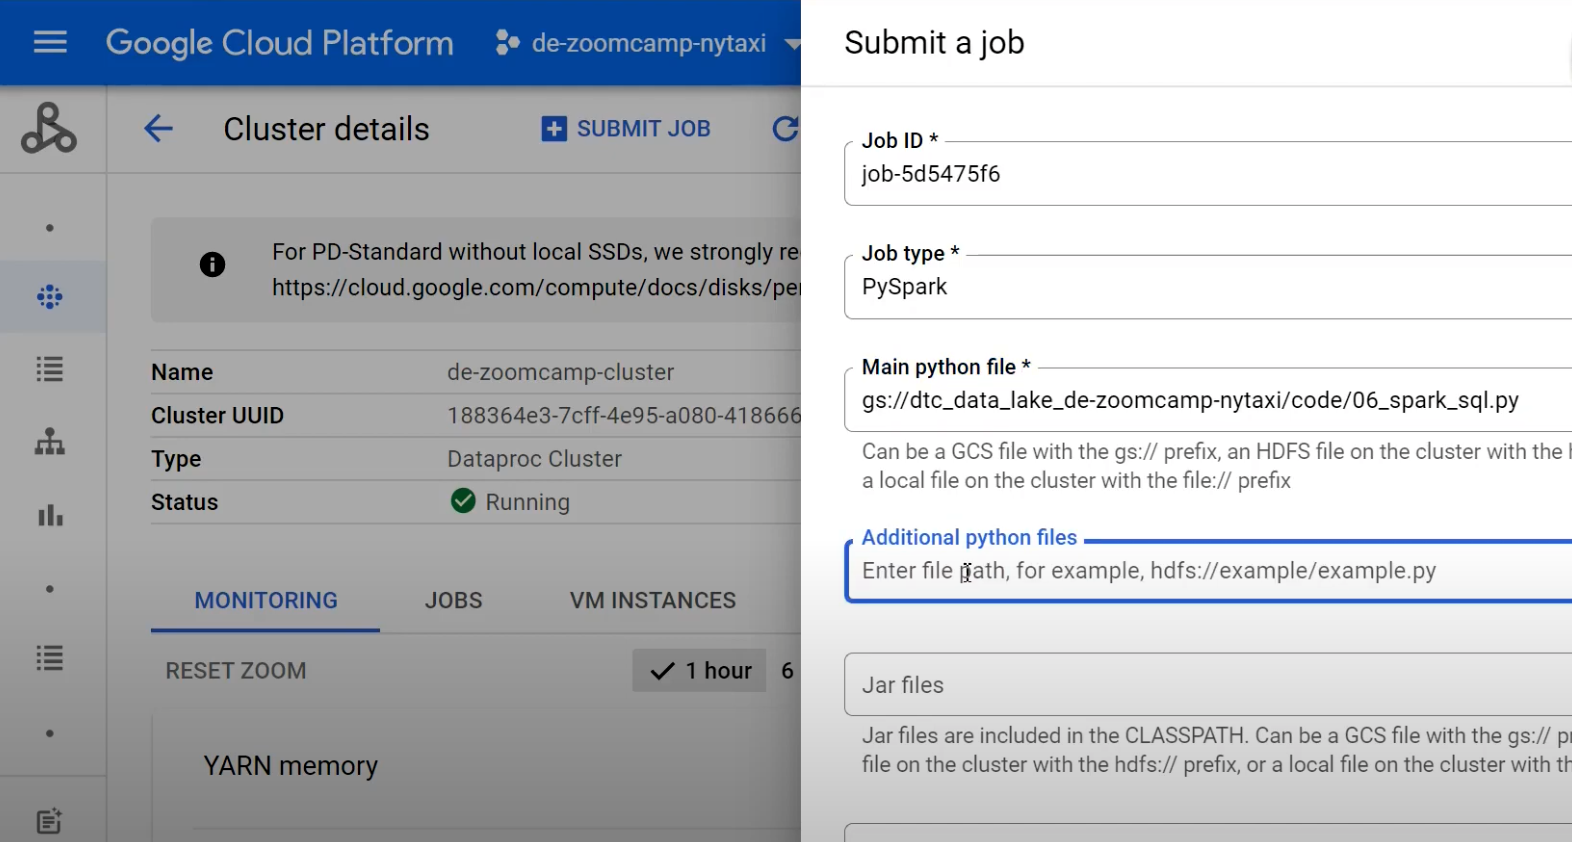 Google Cloud Platform
de-zoomcamp-nytaxi
Cluster details
SUBMIT JOB
For PD-Standard without local SSDs, we strongly
https://cloud.google.com/compute/docs/disks/
Name de-zoomcamp-cluster
Cluster UUID 188364e3-7cff-4e95-a080-418666
Type Dataproc Cluster
Status Running
MONITORING JOBS VM INSTANCES
RESET ZOOM
1 hour 6
YARN memory
Submit a job
Job ID *
job-5d5475f6
Job type *
PySpark
Main python file *
gs://dtc_data_lake_de-zoomcamp-nytaxi/code/06_spark_sql.py
Can be a GCS file with the gs:// prefix, an HDFS file on the cluster with the
a local file on the cluster with the file:// prefix
Additional python files
Enter file path, for example, hdfs://example/example.py
Jar files
Jar files are included in the CLASSPATH. Can be a GCS file with the gs://
file on the cluster with the hdfs:// prefix, or a local file on the cluster with